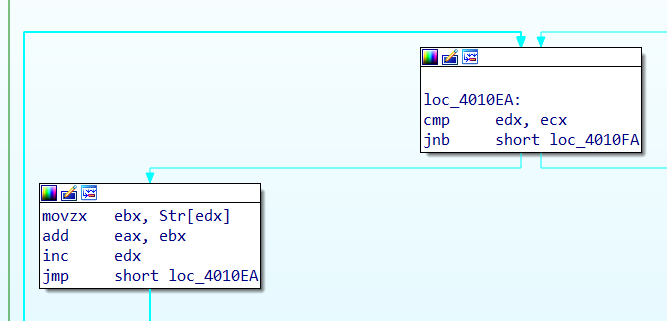 loc_4010EA:
cmp edx, ecx
jnb short loc_4010FA
movzx ebx, Str[edx]
add eax, ebx
inc edx
jmp short loc_4010EA